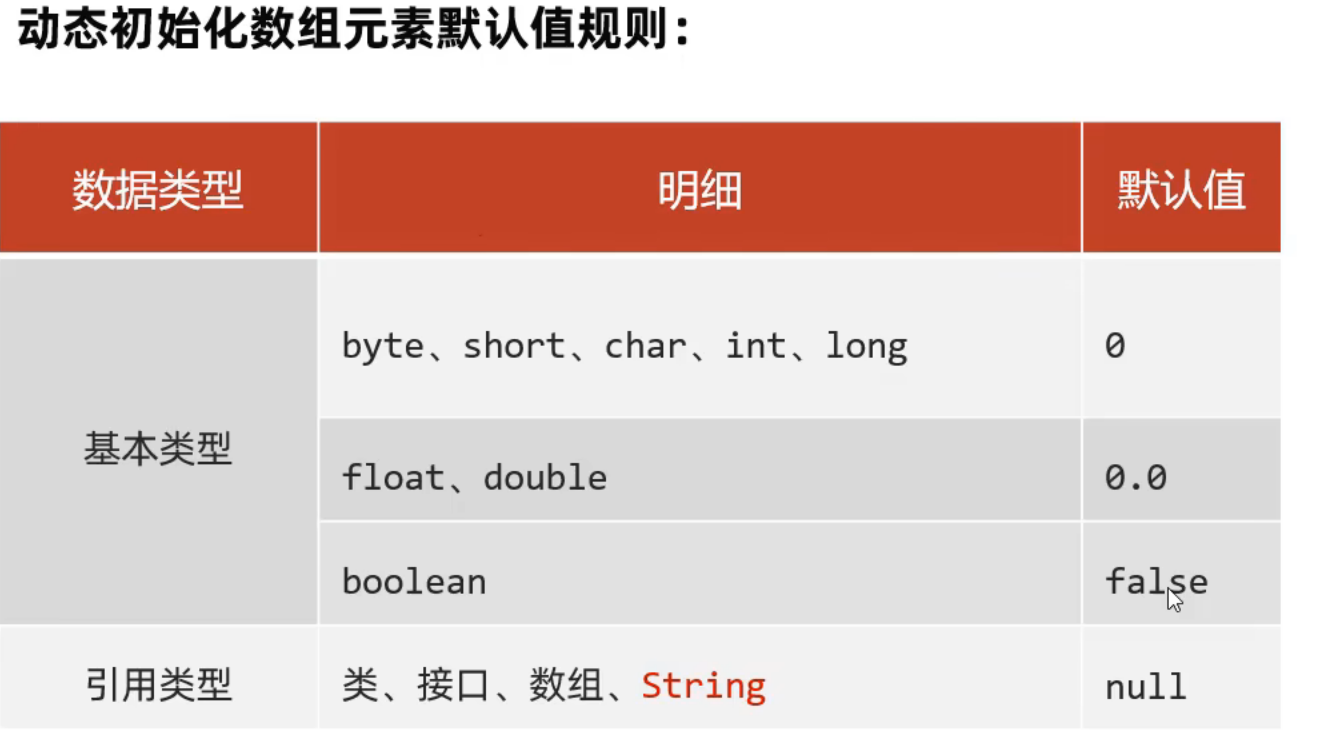 动态初始化数组元素默认值规则：
数据类型 明细 默认值
基本类型
byte、short、char、int、long 0
float、double 0.0
boolean false
引用类型 类、接口、数组、String null